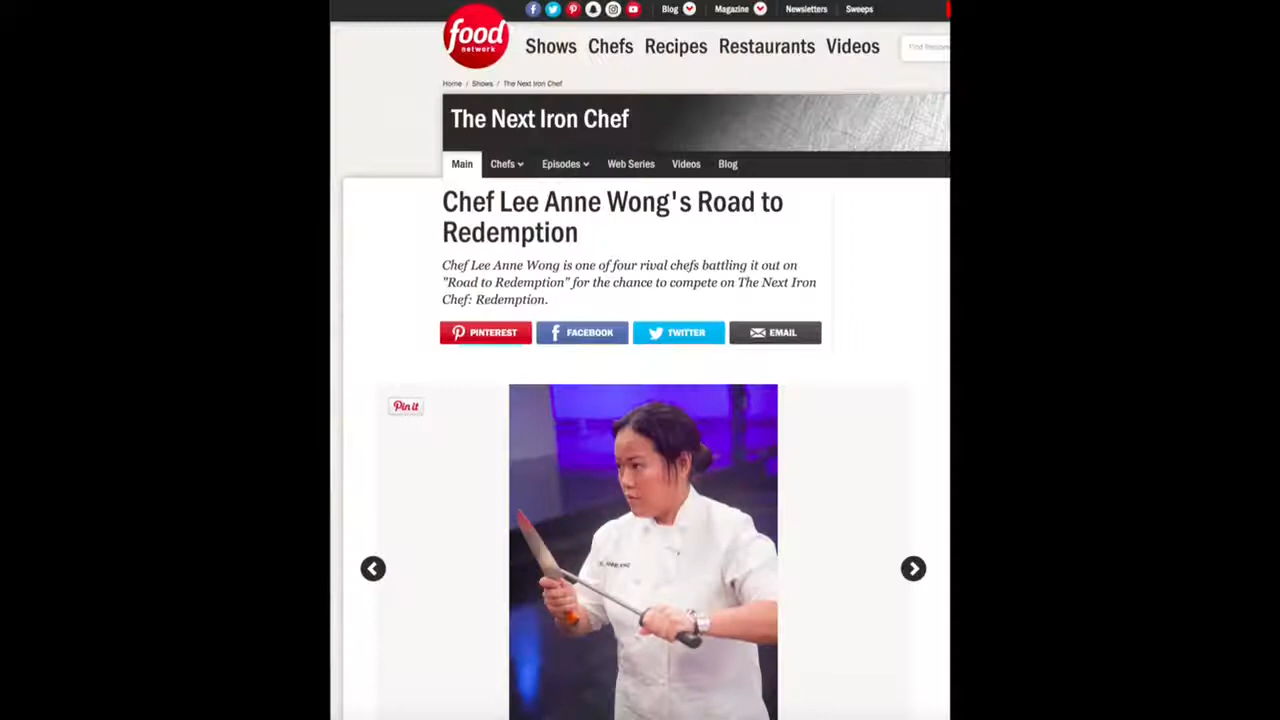 Blog
Magazine
Newsletters
Sweeps
food
network
Shows Chefs Recipes Restaurants Videos
Home / Shows / The Next Iron Chef
The Next Iron Chef
Main Chefs Episodes Web Series Videos Blog
Chef Lee Anne Wong's Road to
Redemption
Chef Lee Anne Wong is one of four rival chefs battling it out on
"Road to Redemption" for the chance to compete on The Next Iron
Chef: Redemption.
PINTEREST FACEBOOK TWITTER EMAIL
Pin it